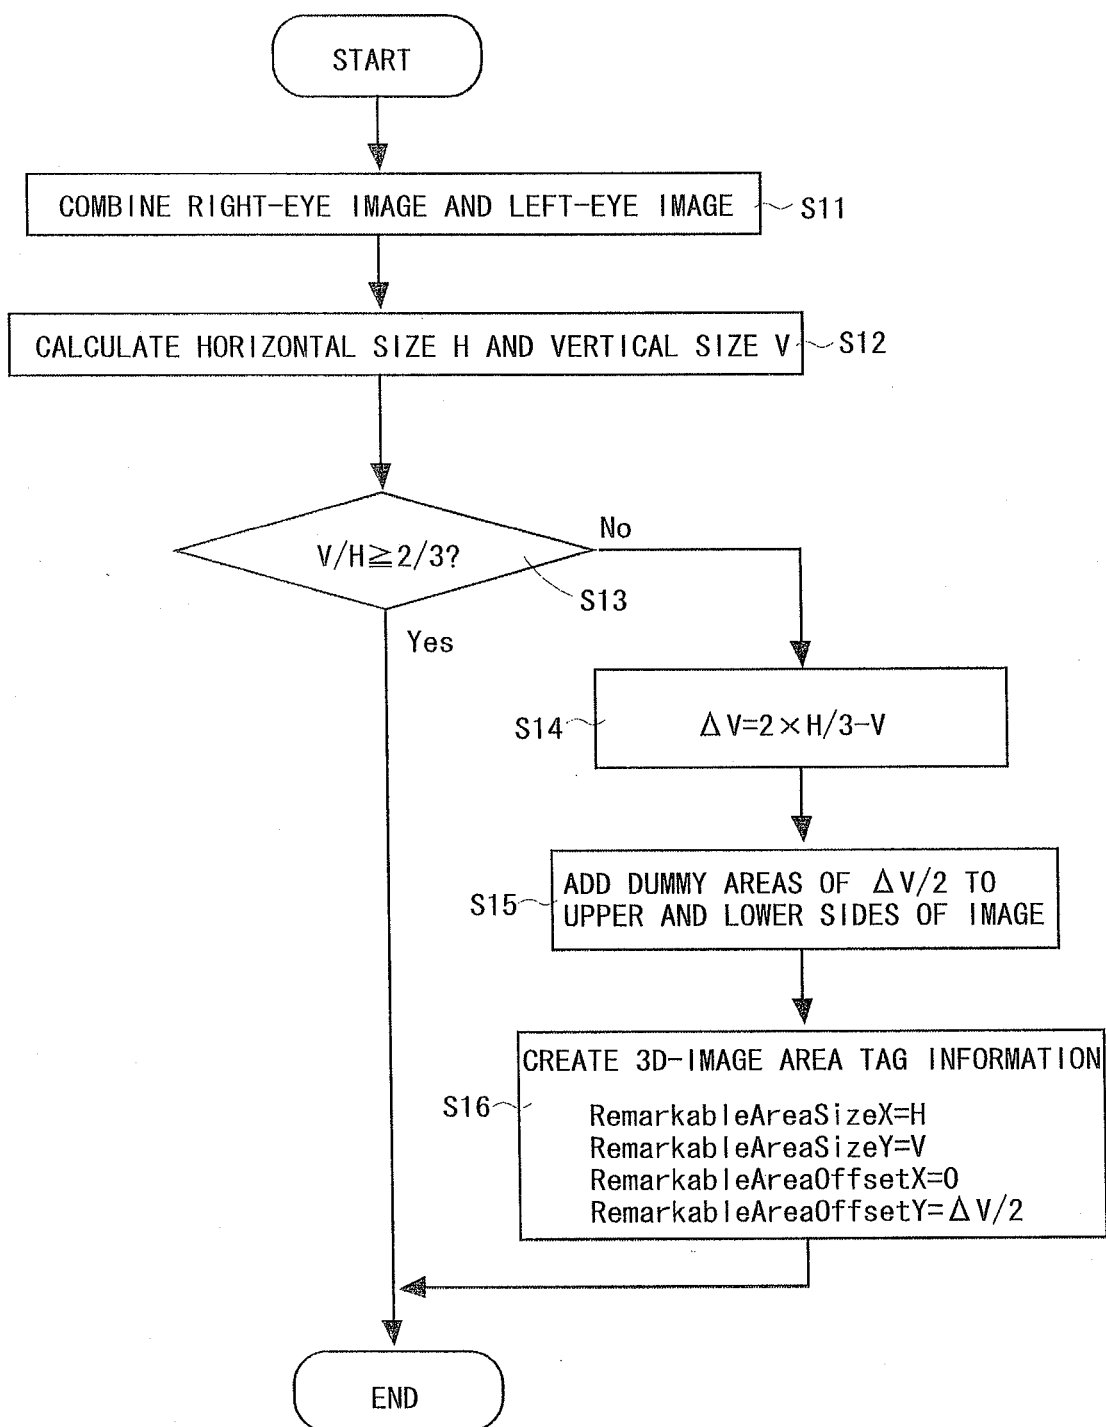 START
COMBINE RIGHT-EYE IMAGE AND LEFT-EYE IMAGE
S11
CALCULATE HORIZONTAL SIZE H AND VERTICAL SIZE V
S12
V/H≧2/3?
No
S13
Yes
S14
ΔV=2×H/3-V
S15
ADD DUMMY AREAS OF ΔV/2 TO
UPPER AND LOWER SIDES OF IMAGE
CREATE 3D-IMAGE AREA TAG INFORMATION
S16
RemarkableAreaSizeX=H
RemarkableAreaSizeY=V
RemarkableAreaOffsetX=0
RemarkableAreaOffsetY=ΔV/2
END